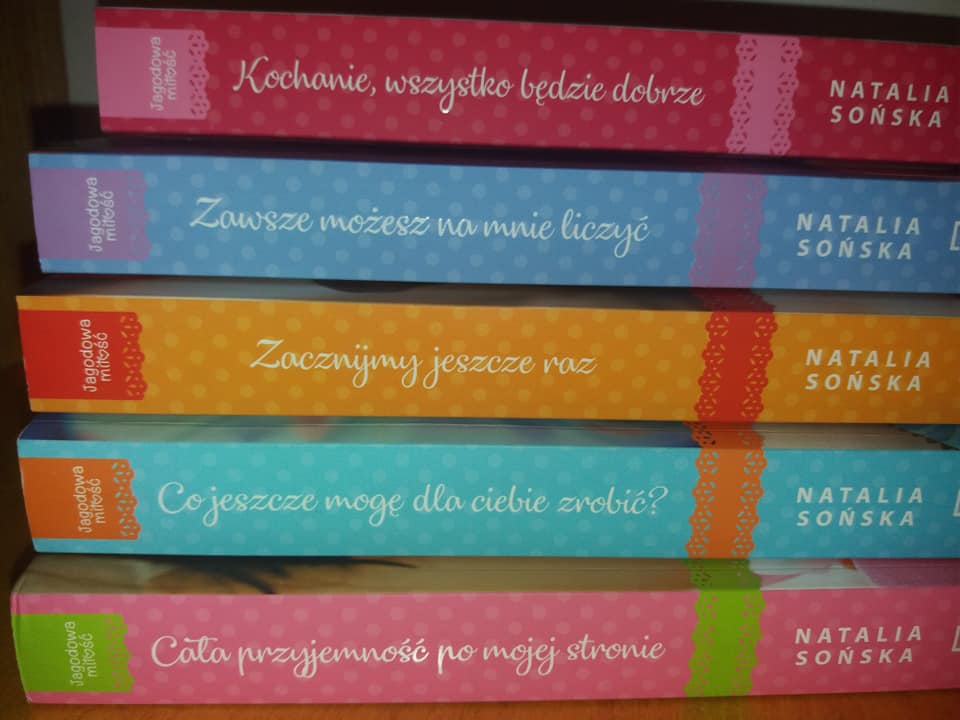 Jagodowa
miłość
Kochanie, wszystko będzie dobrze
NATALIA
SOŃSKA
Jagodowa
miłość
Zawsze możesz na mnie liczyć
NATALIA
SOŃSKA
Jagodowa
miłość
Zacznijmy jeszcze raz
NATALIA
SOŃSKA
Jagodowa
miłość
Co jeszcze mogę dla ciebie zrobić?
NATALIA
SOŃSKA
Jagodowa
miłość
Cała przyjemność po mojej stronie
NATALIA
SOŃSKA